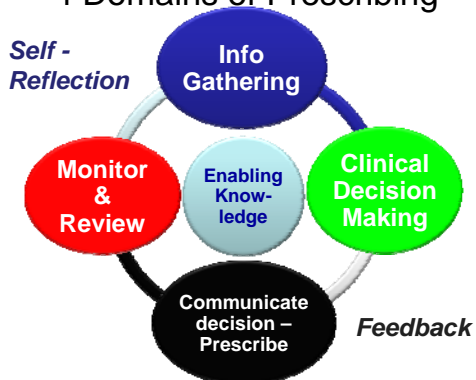 Domains of Prescribing
Self -
Reflection
Info
Gathering
Monitor
&
Review
Enabling
Know-
ledge
Clinical
Decision
Making
Communicate
decision –
Prescribe
Feedback